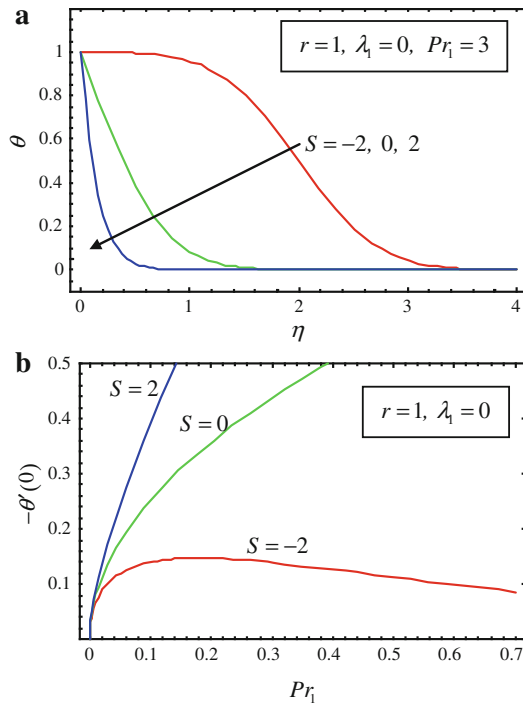 a
r = 1, λ₁ = 0, Pr₁ = 3
1
0.8
0.6
0.4
0.2
0
θ
S = −2, 0, 2
0 1 2 3 4
η
b
0.5
0.4
0.3
0.2
0.1
−θ′(0)
S = 2
S = 0
r = 1, λ₁ = 0
S = −2
0 0.1 0.2 0.3 0.4 0.5 0.6 0.7
Pr₁